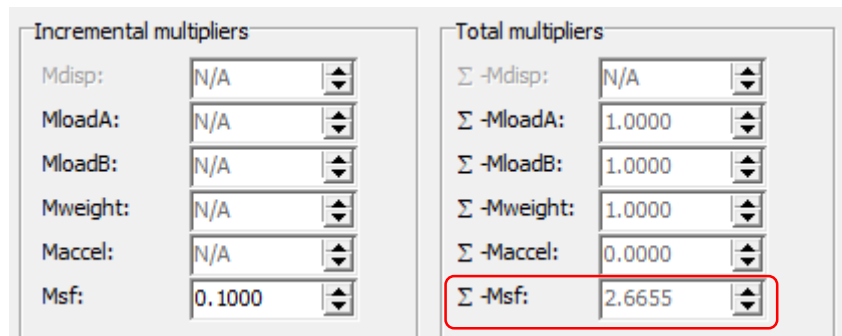 Incremental multipliers
Mdisp: N/A
MloadA: N/A
MloadB: N/A
Mweight: N/A
Maccel: N/A
Msf: 0.1000
Total multipliers
Σ -Mdisp: N/A
Σ -MloadA: 1.0000
Σ -MloadB: 1.0000
Σ -Mweight: 1.0000
Σ -Maccel: 0.0000
Σ -Msf: 2.6655